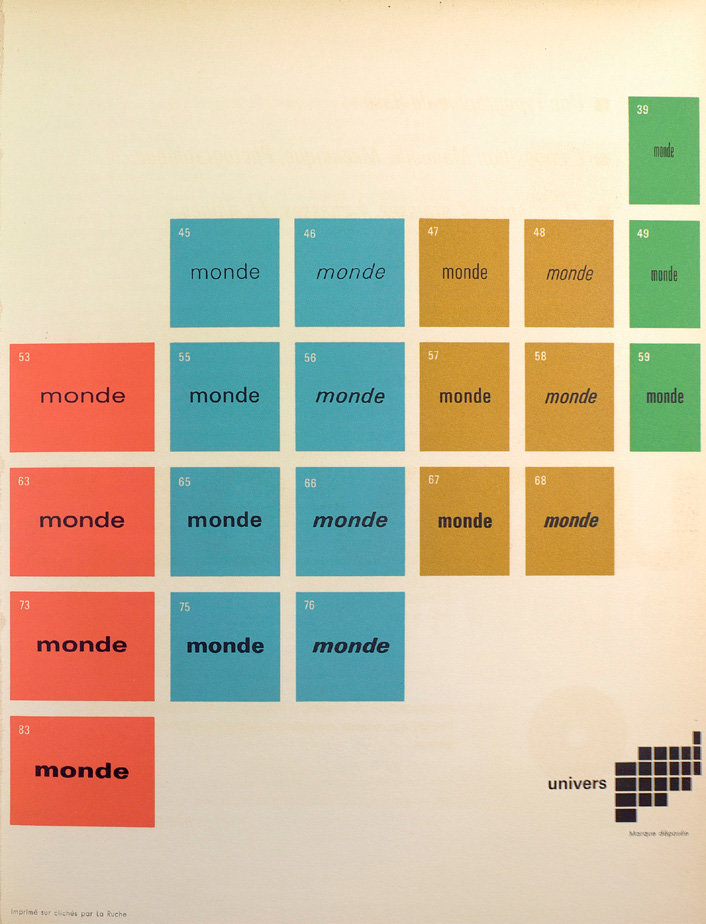 39
monde
45 46 47 48 49
monde monde monde monde monde
53 55 56 57 58 59
monde monde monde monde monde monde
63 65 66 67 68
monde monde monde monde monde
73 75 76
monde monde monde
83
monde
univers
Marque déposée
Imprimé sur clichés par La Ruche